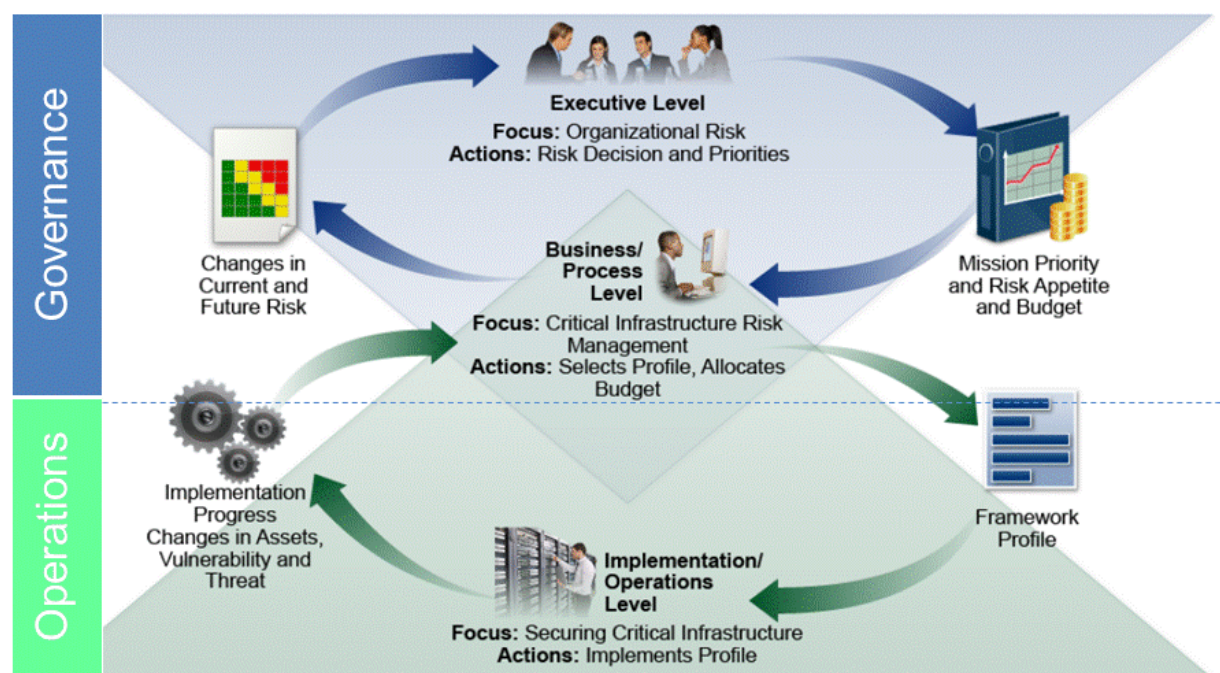 Governance
Executive Level
Focus: Organizational Risk
Actions: Risk Decision and Priorities
Changes in
Current and
Future Risk
Mission Priority
and Risk Appetite
and Budget
Business/
Process
Level
Focus: Critical Infrastructure Risk
Management
Actions: Selects Profile, Allocates
Budget
Operations
Implementation
Progress
Changes in Assets,
Vulnerability and
Threat
Framework
Profile
Implementation/
Operations
Level
Focus: Securing Critical Infrastructure
Actions: Implements Profile